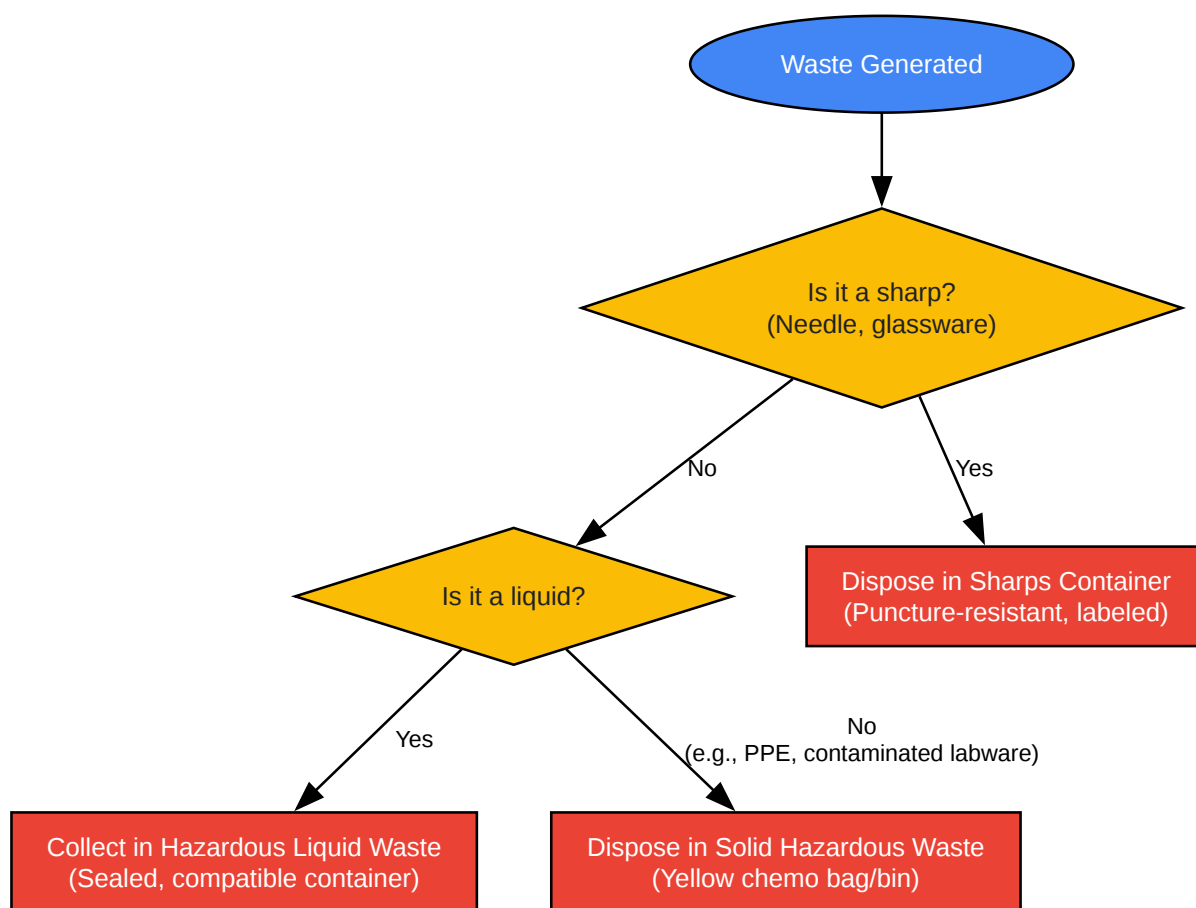 Waste Generated
Is it a sharp?
(Needle, glassware)
No
Yes
Is it a liquid?
Dispose in Sharps Container
(Puncture-resistant, labeled)
Yes
No
(e.g., PPE, contaminated labware)
Collect in Hazardous Liquid Waste
(Sealed, compatible container)
Dispose in Solid Hazardous Waste
(Yellow chemo bag/bin)